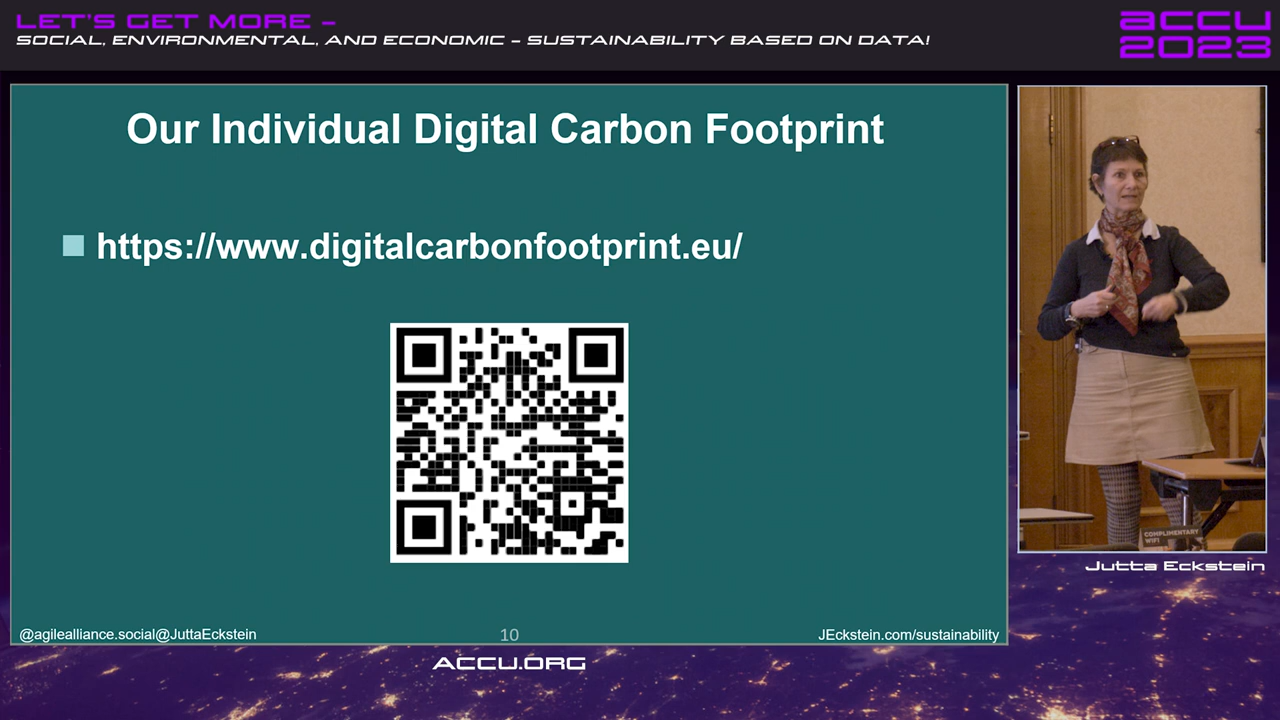 LET'S GET MORE –
SOCIAL, ENVIRONMENTAL, AND ECONOMIC – SUSTAINABILITY BASED ON DATA!
ACCU
2023
Our Individual Digital Carbon Footprint
https://www.digitalcarbonfootprint.eu/
COMPLIMENTARY
WIFI
Jutta Eckstein
@agilealliance.social@JuttaEckstein
10
JEckstein.com/sustainability
ACCU.ORG